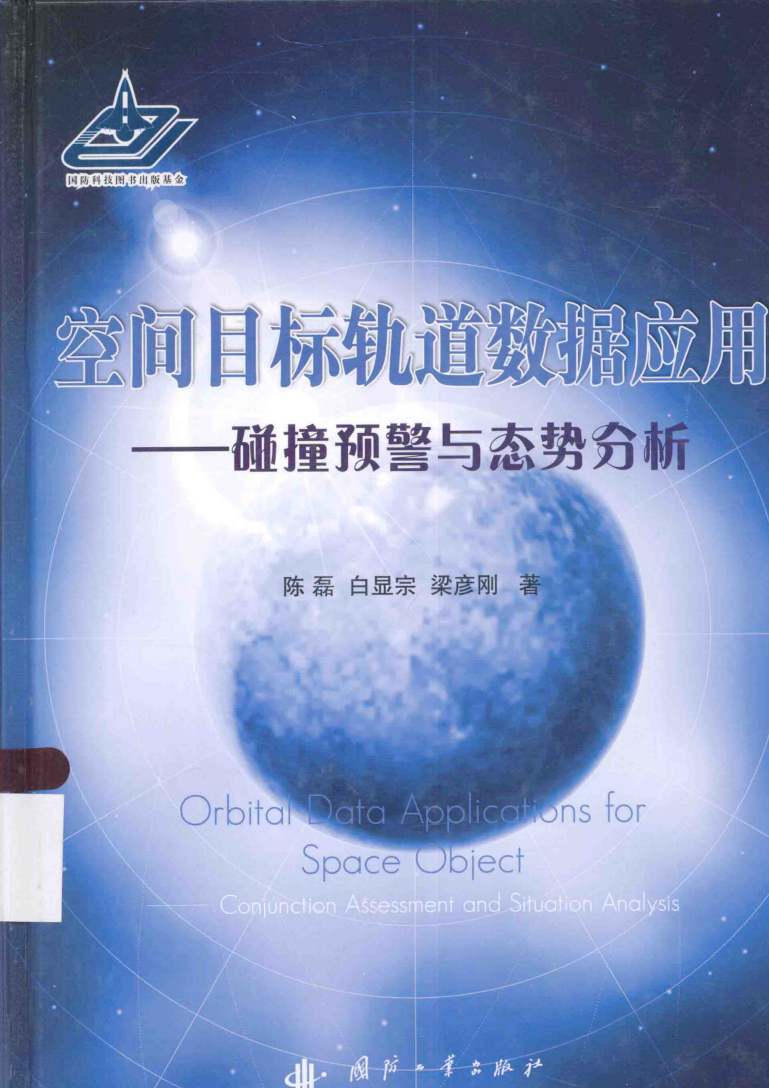 国防科技图书出版基金
空间目标轨道数据应用
——碰撞预警与态势分析
陈磊 白显宗 梁彦刚 著
Orbital Data Applications for
Space Object
—— Conjunction Assessment and Situation Analysis
国防工业出版社